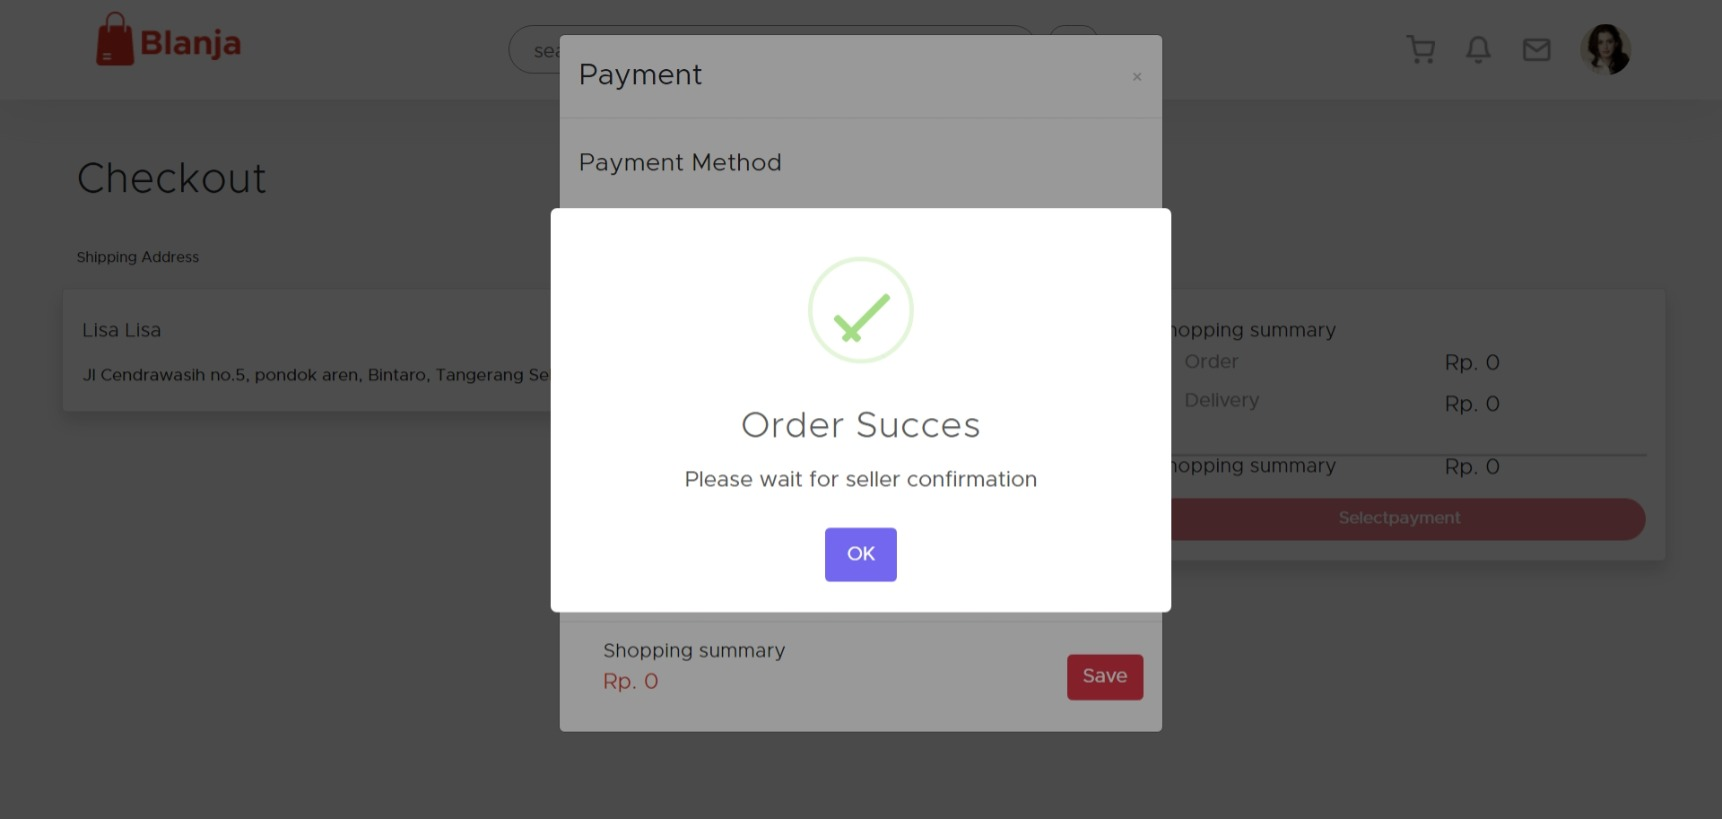 Blanja
Payment
×
Checkout
Payment Method
Shipping Address
Lisa Lisa
Jl Cendrawasih no.5, pondok aren, Bintaro, Tangerang
Order Succes
Please wait for seller confirmation
OK
hopping summary
Order Rp. 0
Delivery Rp. 0
hopping summary Rp. 0
Selectpayment
Shopping summary
Rp. 0
Save